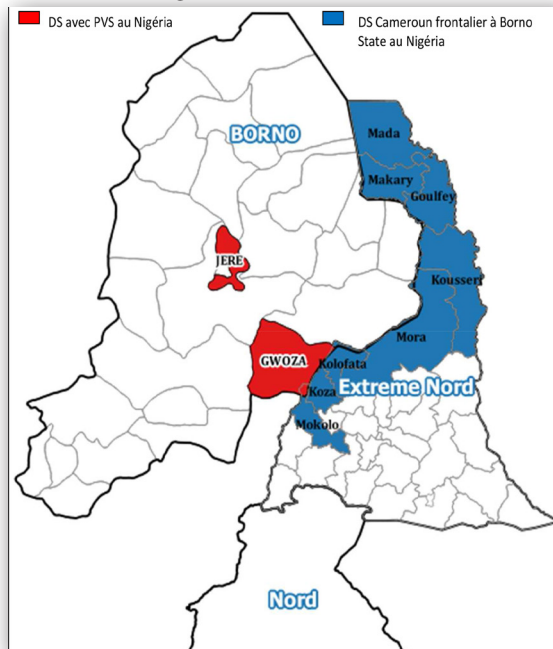 DS avec PVS au Nigéria
DS Cameroun frontalier à Borno
State au Nigéria
BORNO
Mada
Makary
Goulfey
JERE
Kousseri
Mora
GWOZA
Kolofata
Koza
Extreme Nord
Mokolo
Nord